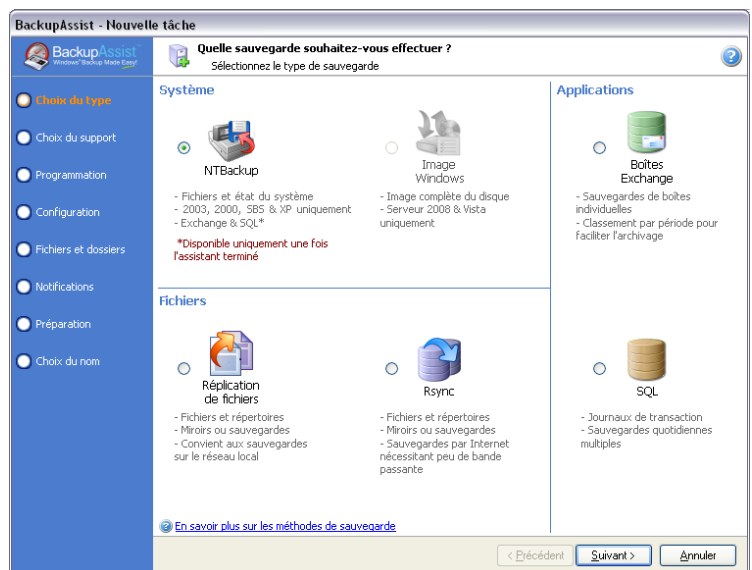 BackupAssist - Nouvelle tâche
BackupAssist™
Windows® Backup Made Easy!
Quelle sauvegarde souhaitez-vous effectuer ?
Sélectionnez le type de sauvegarde
?
Choix du type
Choix du support
Programmation
Configuration
Fichiers et dossiers
Notifications
Préparation
Choix du nom
Système
NTBackup
- Fichiers et état du système
- 2003, 2000, SBS & XP uniquement
- Exchange & SQL*
*Disponible uniquement une fois
l'assistant terminé
Image
Windows
- Image complète du disque
- Serveur 2008 & Vista
uniquement
Applications
Boîtes
Exchange
- Sauvegardes de boîtes
individuelles
- Classement par période pour
faciliter l'archivage
Fichiers
Réplication
de fichiers
- Fichiers et répertoires
- Miroirs ou sauvegardes
- Convient aux sauvegardes
sur le réseau local
Rsync
- Fichiers et répertoires
- Miroirs ou sauvegardes
- Sauvegardes par Internet
nécessitant peu de bande
passante
SQL
- Journaux de transaction
- Sauvegardes quotidiennes
multiples
? En savoir plus sur les méthodes de sauvegarde
< Précédent
Suivant >
Annuler